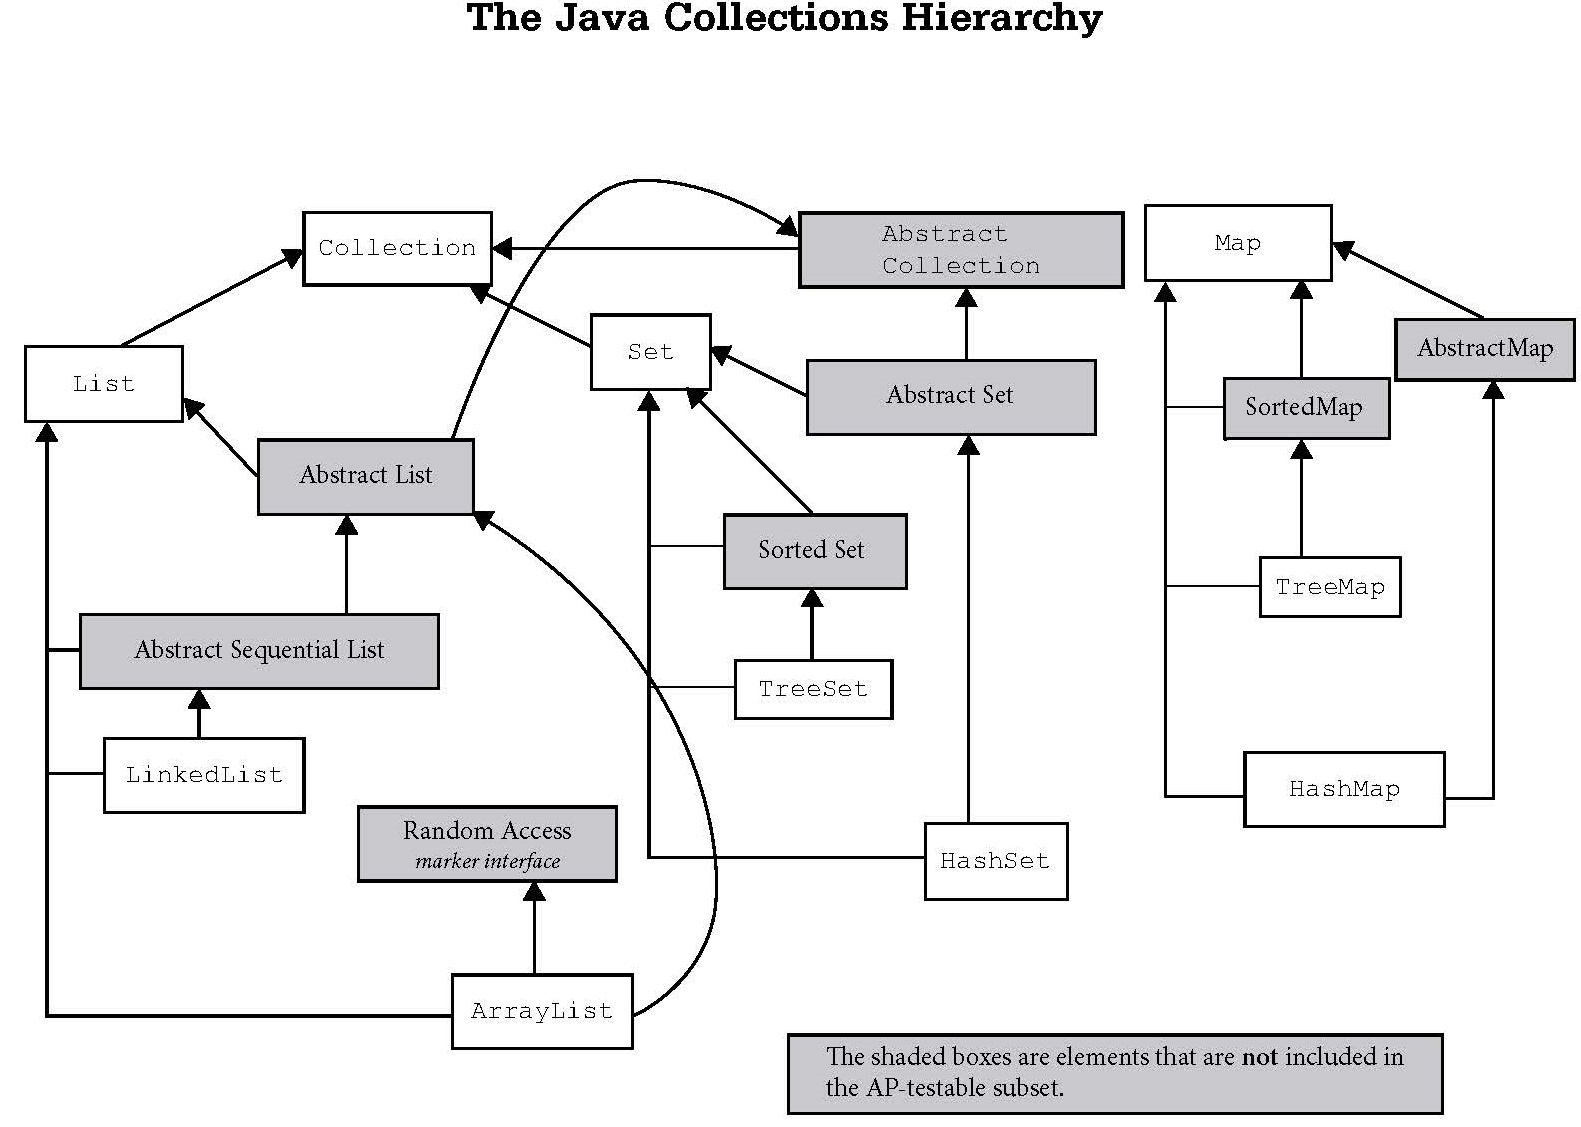 The Java Collections Hierarchy
Collection
Abstract
Collection
Map
List
Set
Abstract Set
AbstractMap
SortedMap
Abstract List
Sorted Set
TreeMap
Abstract Sequential List
TreeSet
LinkedList
HashMap
Random Access
marker interface
HashSet
ArrayList
The shaded boxes are elements that are not included in
the AP-testable subset.